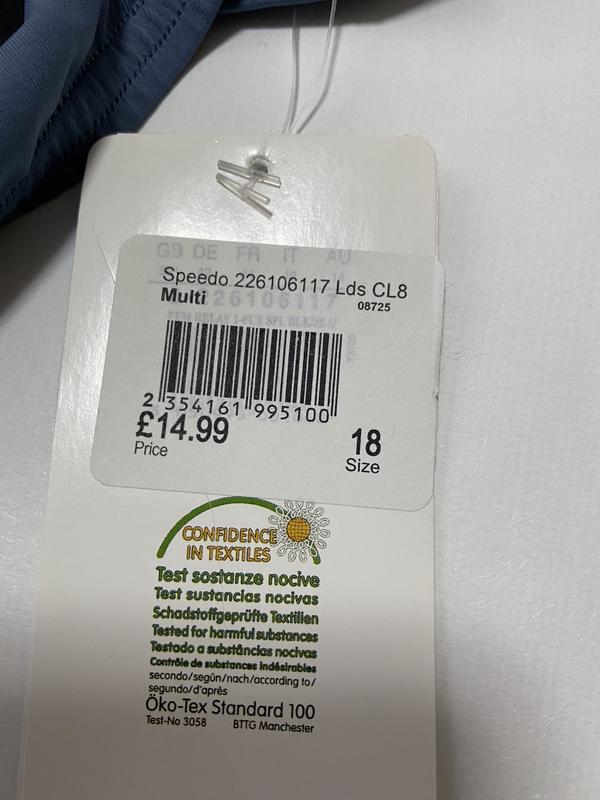 GB DE FR IT AU
Speedo 226106117 Lds CL8
Multi
08725
226106117
2 354161 995100
£14.99
Price
18
Size
CONFIDENCE
IN TEXTILES
Test sostanze nocive
Test sustancias nocivas
Schadstoffgeprüfte Textilien
Tested for harmful substances
Testado a substâncias nocivas
Contrôle de substances indésirables
secondo/según/nach/according to/
segundo/d'après
Öko-Tex Standard 100
Test-No 3058 BTTG Manchester